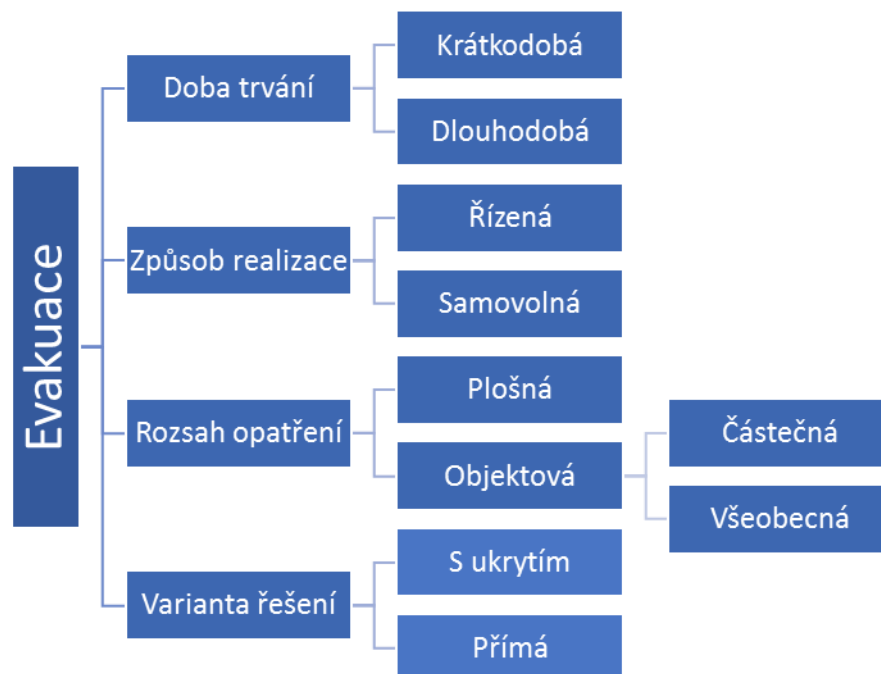 Evakuace
Doba trvání
Krátkodobá
Dlouhodobá
Způsob realizace
Řízená
Samovolná
Rozsah opatření
Plošná
Objektová
Částečná
Všeobecná
Varianta řešení
S ukrytím
Přímá